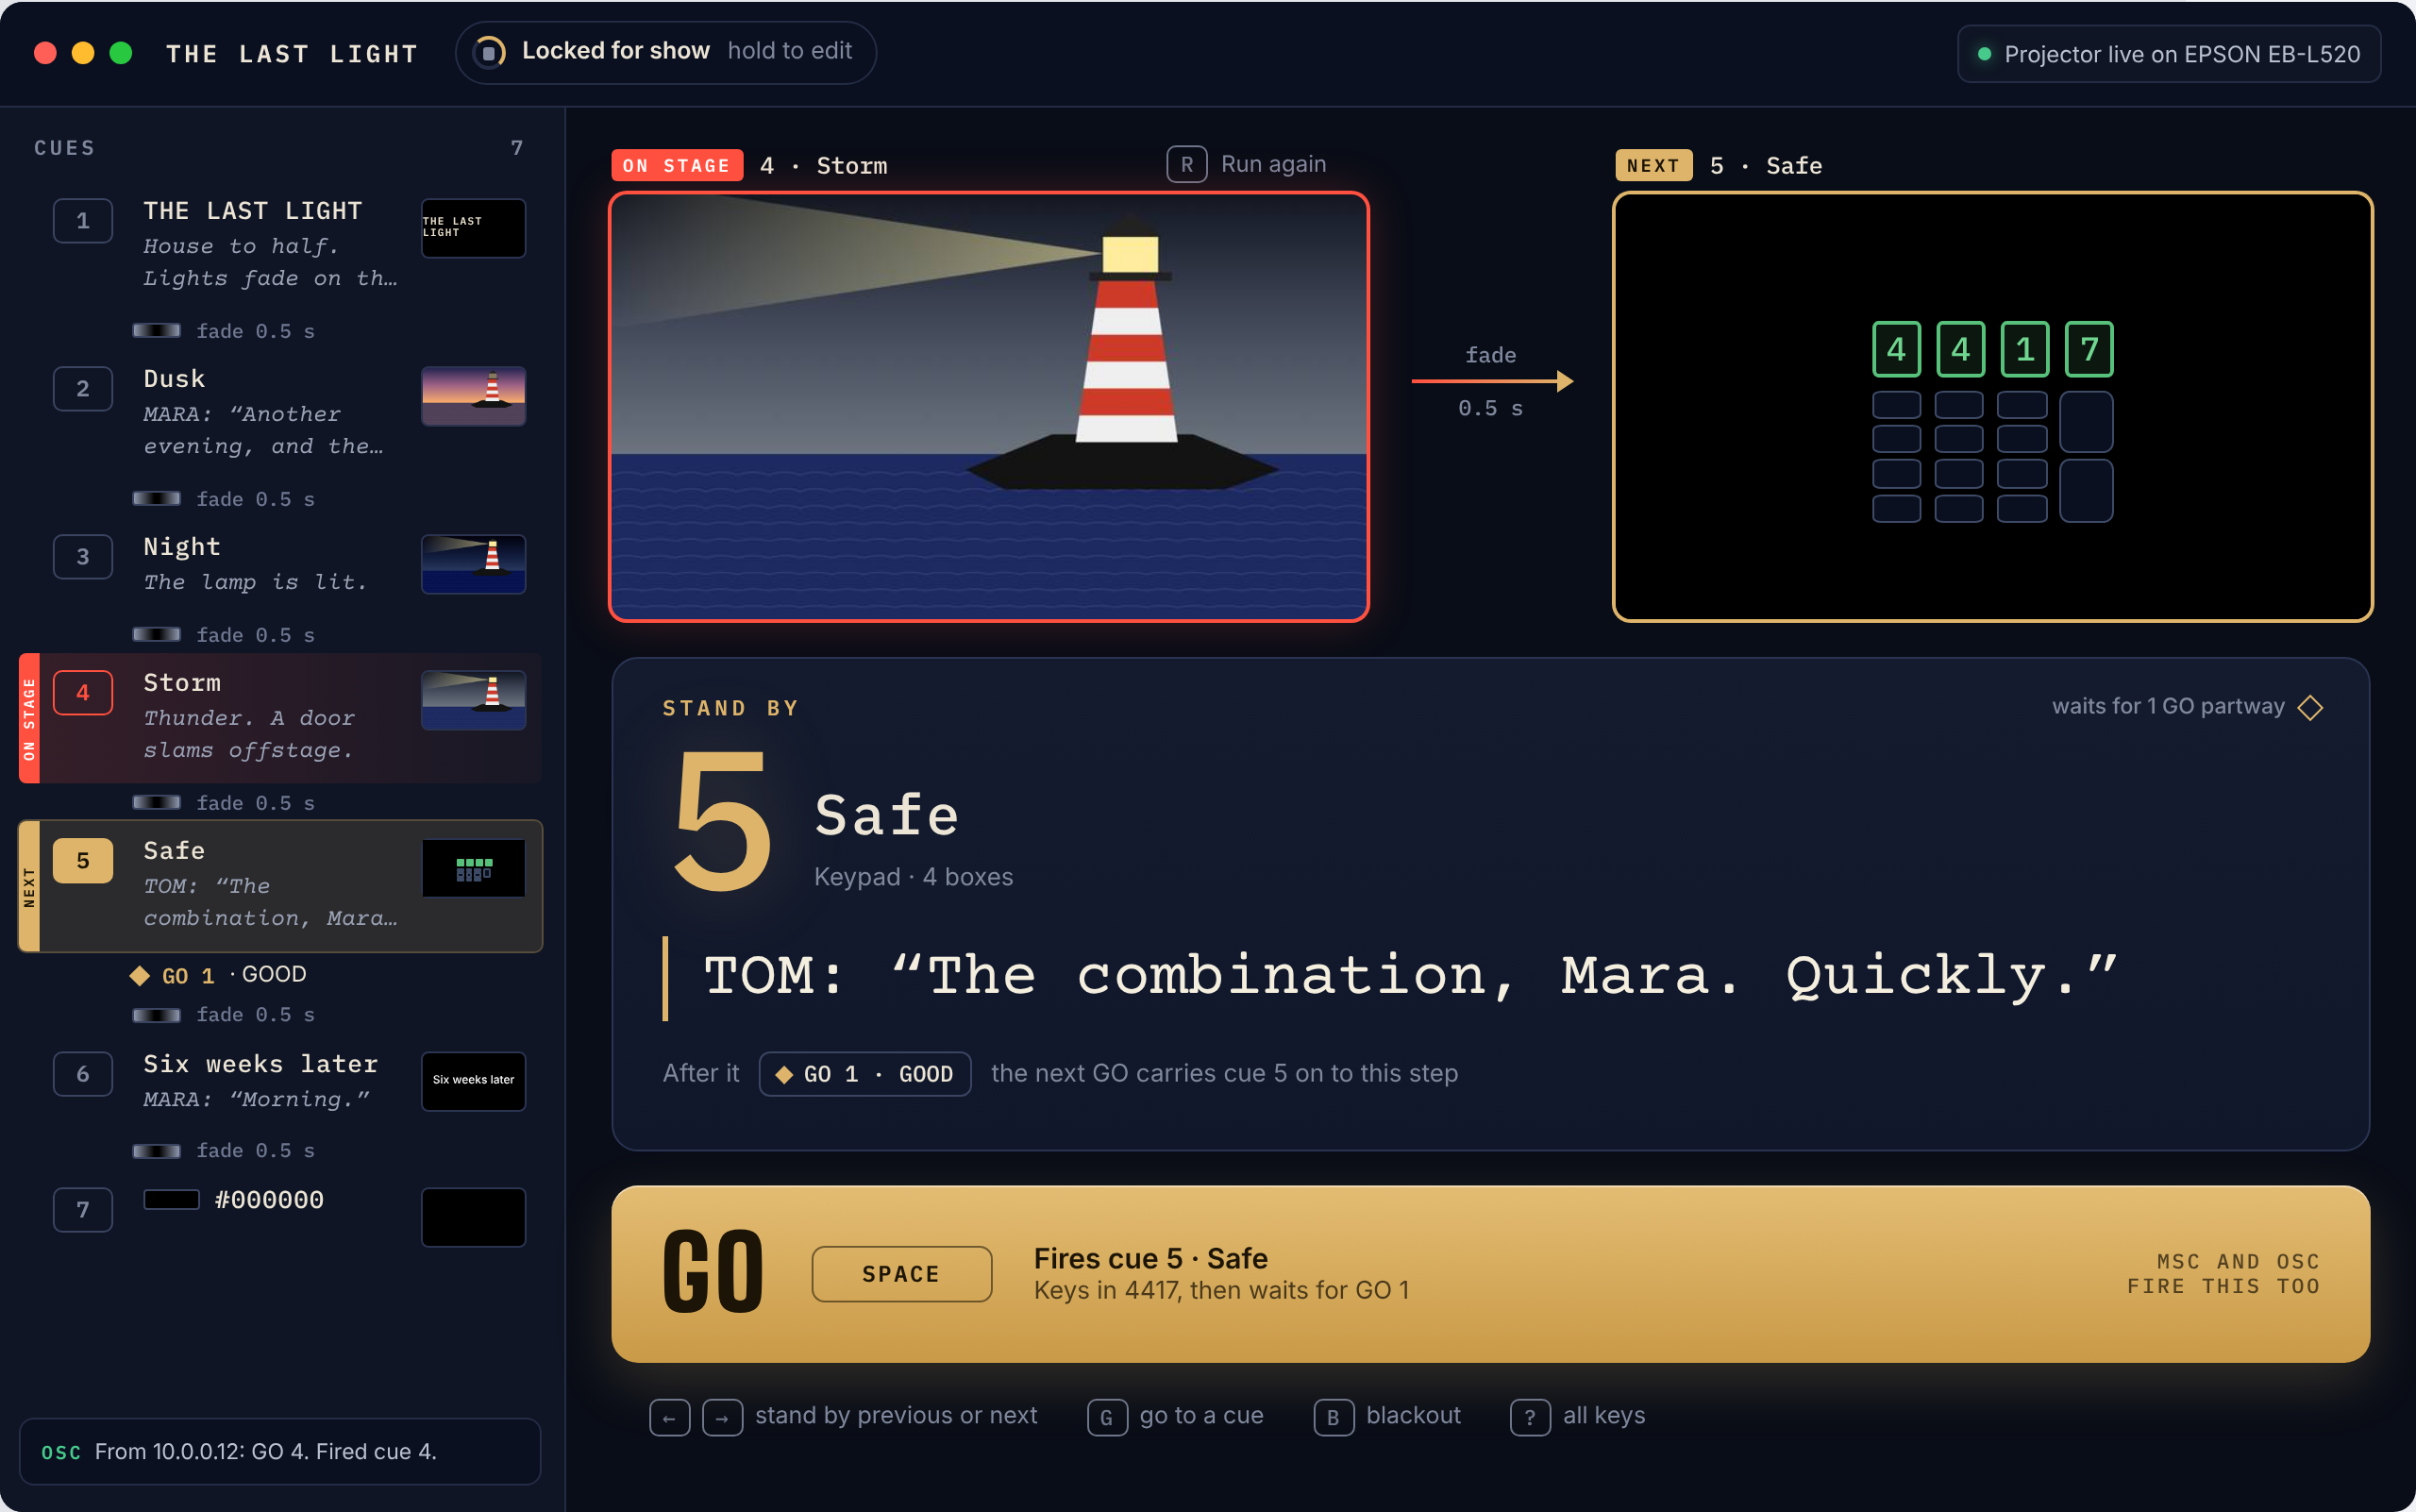 THE LAST LIGHT
Locked for show hold to edit
Projector live on EPSON EB-L520
CUES 7
1 THE LAST LIGHT
House to half.
Lights fade on th…
THE LAST
LIGHT
fade 0.5 s
2 Dusk
MARA: “Another
evening, and the…
fade 0.5 s
3 Night
The lamp is lit.
fade 0.5 s
ON STAGE
4 Storm
Thunder. A door
slams offstage.
fade 0.5 s
NEXT
5 Safe
TOM: “The
combination, Mara…
GO 1 · GOOD
fade 0.5 s
6 Six weeks later
MARA: “Morning.”
Six weeks later
fade 0.5 s
7 #000000
OSC From 10.0.0.12: GO 4. Fired cue 4.
ON STAGE 4 · Storm
R Run again
fade
0.5 s
NEXT 5 · Safe
4 4 1 7
STAND BY
waits for 1 GO partway
5 Safe
Keypad · 4 boxes
TOM: “The combination, Mara. Quickly.”
After it GO 1 · GOOD the next GO carries cue 5 on to this step
GO SPACE
Fires cue 5 · Safe
Keys in 4417, then waits for GO 1
MSC AND OSC
FIRE THIS TOO
← → stand by previous or next G go to a cue B blackout ? all keys